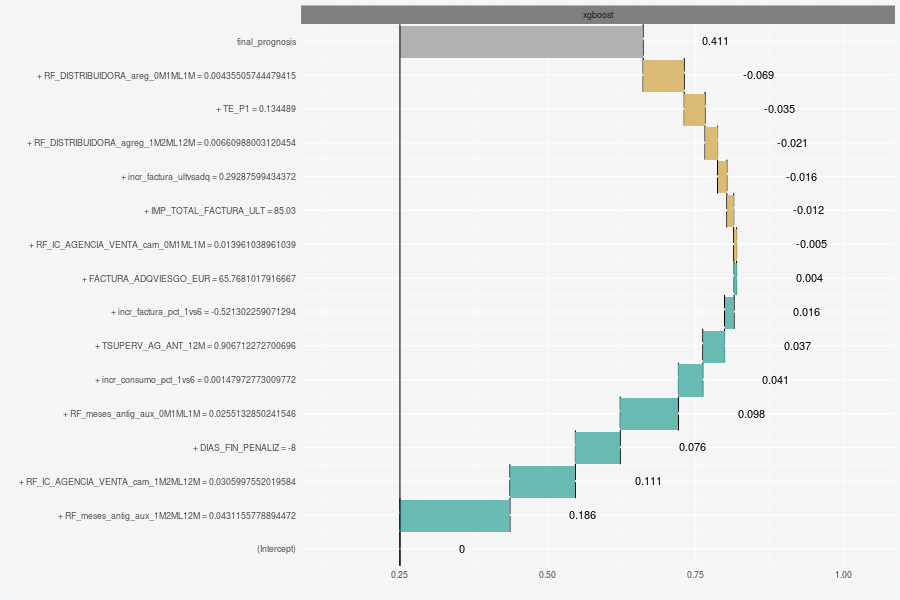 xgboost
final_prognosis 0.411
+ RF_DISTRIBUIDORA_areg_0M1ML1M = 0.00435505744479415 -0.069
+ TE_P1 = 0.134489 -0.035
+ RF_DISTRIBUIDORA_agreg_1M2ML12M = 0.00660988003120454 -0.021
+ incr_factura_ultvsadq = 0.29287599434372 -0.016
+ IMP_TOTAL_FACTURA_ULT = 85.03 -0.012
+ RF_IC_AGENCIA_VENTA_cam_0M1ML1M = 0.013961038961039 -0.005
+ FACTURA_ADQVIESGO_EUR = 65.7681017916667 0.004
+ incr_factura_pct_1vs6 = -0.521302259071294 0.016
+ TSUPERV_AG_ANT_12M = 0.906712272700696 0.037
+ incr_consumo_pct_1vs6 = 0.00147972773009772 0.041
+ RF_meses_antig_aux_0M1ML1M = 0.0255132850241546 0.098
+ DIAS_FIN_PENALIZ = -8 0.076
+ RF_IC_AGENCIA_VENTA_cam_1M2ML12M = 0.0305997552019584 0.111
+ RF_meses_antig_aux_1M2ML12M = 0.0431155778894472 0.186
(Intercept) 0
0.25 0.50 0.75 1.00